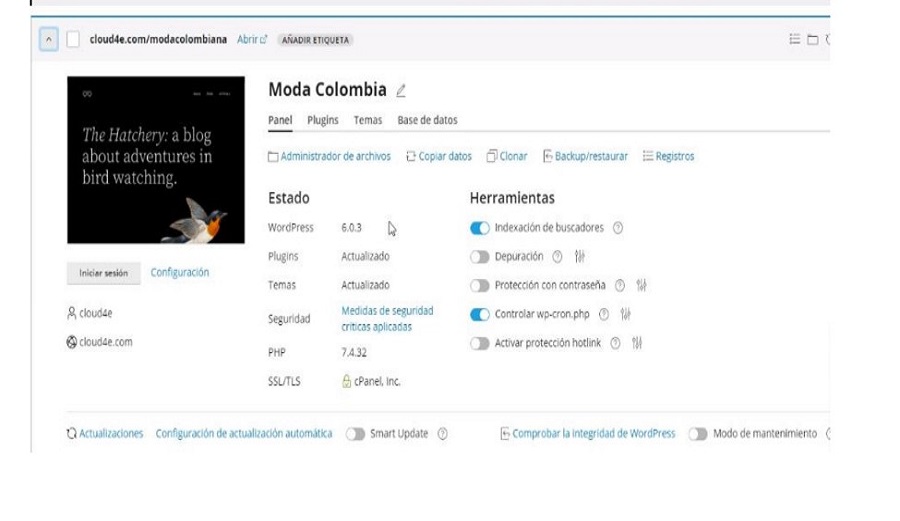 cloud4e.com/modacolombiana Abrir AÑADIR ETIQUETA
The Hatchery: a blog
about adventures in
bird watching.
Iniciar sesión Configuración
cloud4e
cloud4e.com
Moda Colombia
Panel Plugins Temas Base de datos
Administrador de archivos Copiar datos Clonar Backup/restaurar Registros
Estado
WordPress 6.0.3
Plugins Actualizado
Temas Actualizado
Seguridad Medidas de seguridad
críticas aplicadas
PHP 7.4.32
SSL/TLS cPanel, Inc.
Herramientas
Indexación de buscadores
Depuración
Protección con contraseña
Controlar wp-cron.php
Activar protección hotlink
Actualizaciones Configuración de actualización automática Smart Update Comprobar la integridad de WordPress Modo de mantenimiento